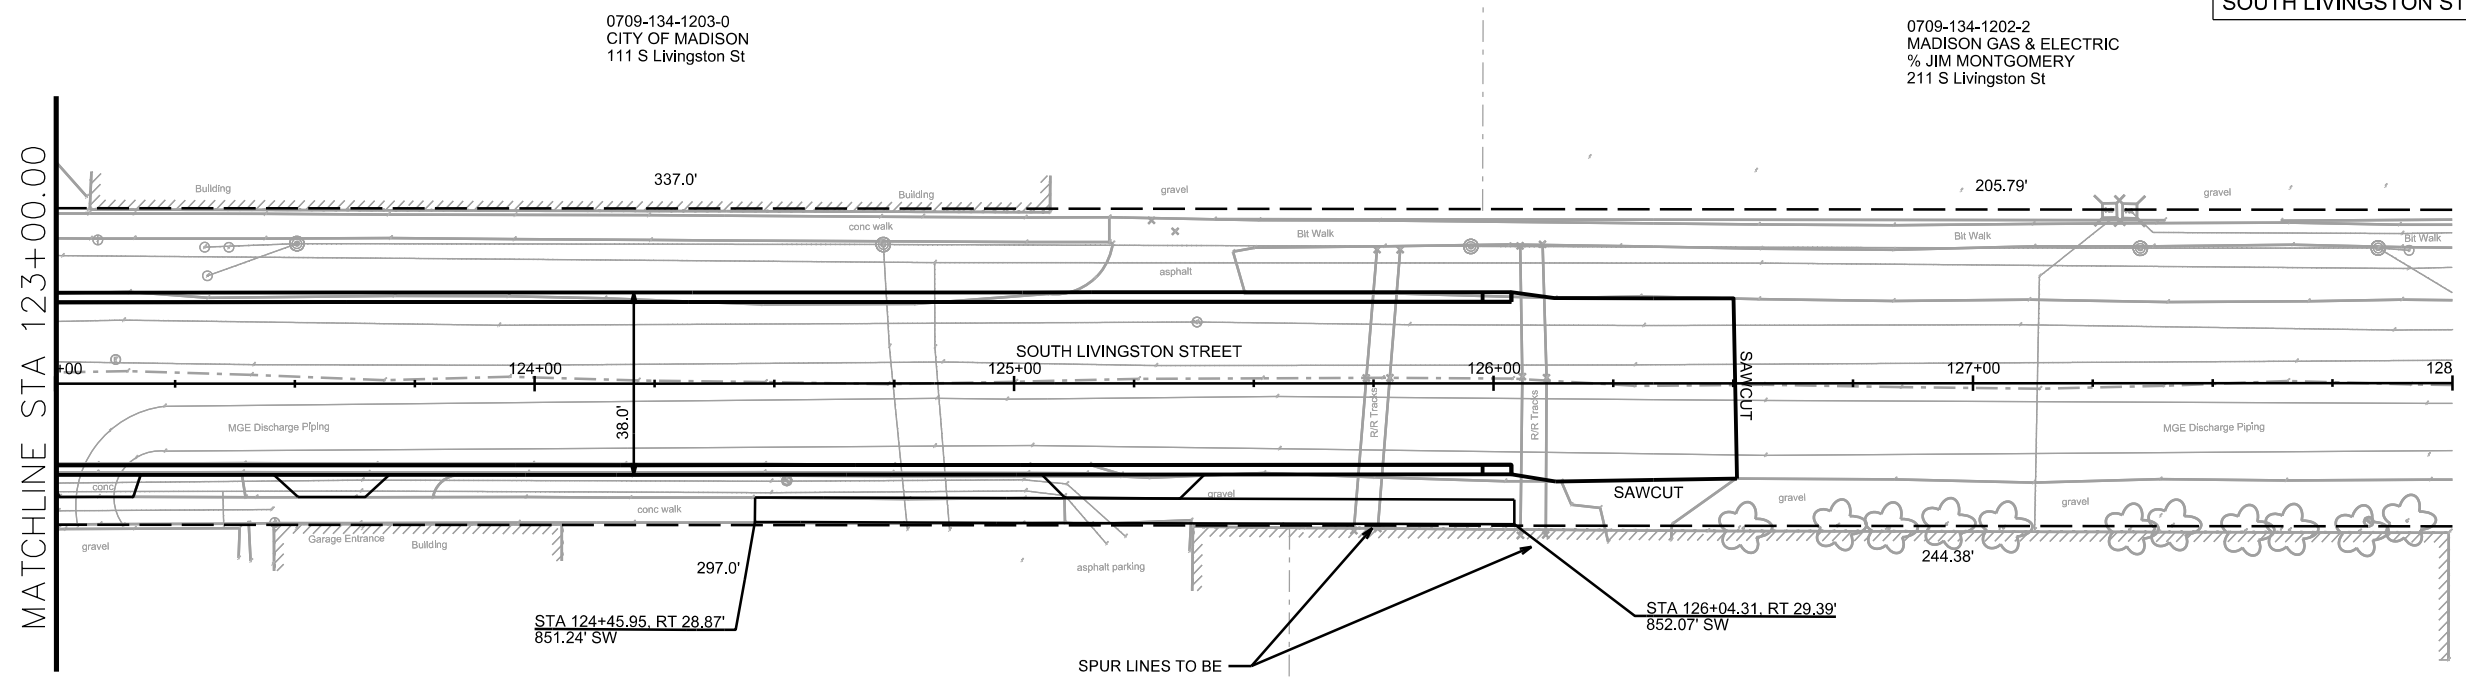 SOUTH LIVINGSTON ST
0709-134-1203-0
CITY OF MADISON
111 S Livingston St
0709-134-1202-2
MADISON GAS & ELECTRIC
% JIM MONTGOMERY
211 S Livingston St
MATCHLINE STA 123+00.00
Building
337.0'
Building
gravel
205.79'
gravel
conc walk
Bit Walk
Bit Walk
Bit Walk
asphalt
SOUTH LIVINGSTON STREET
+00
124+00
125+00
126+00
127+00
128
SAWCUT
38.0'
R/R Tracks
R/R Tracks
MGE Discharge Piping
MGE Discharge Piping
conc
conc walk
gravel
SAWCUT
gravel
gravel
gravel
Garage Entrance
Building
297.0'
asphalt parking
244.38'
STA 124+45.95, RT 28.87'
851.24' SW
STA 126+04.31, RT 29.39'
852.07' SW
SPUR LINES TO BE